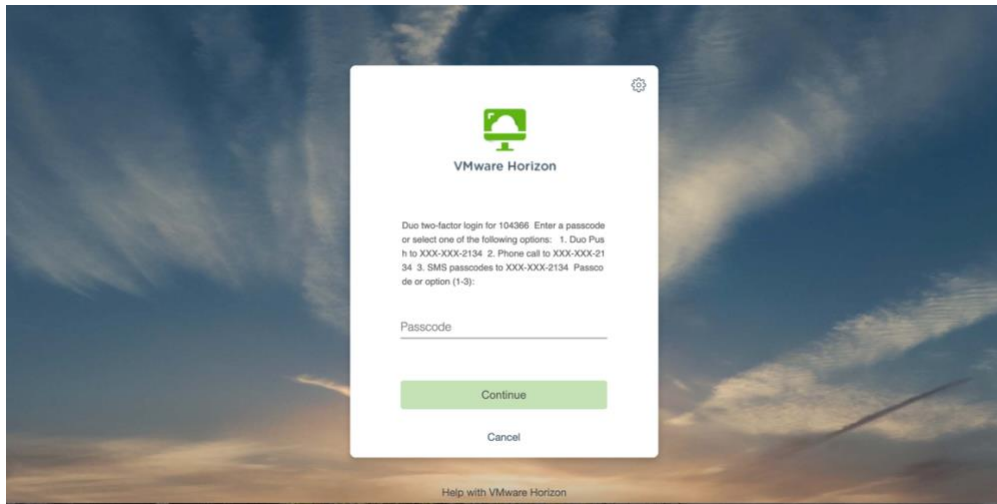 VMware Horizon
Duo two-factor login for 104366 Enter a passcode
or select one of the following options: 1. Duo Pus
h to XXX-XXX-2134 2. Phone call to XXX-XXX-21
34 3. SMS passcodes to XXX-XXX-2134 Passco
de or option (1-3):
Passcode
Continue
Cancel
Help with VMware Horizon